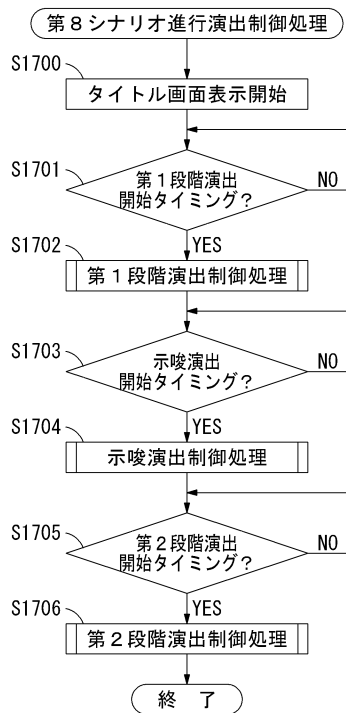 第８シナリオ進行演出制御処理
S1700
タイトル画面表示開始
S1701
第１段階演出
開始タイミング？
NO
YES
S1702
第１段階演出制御処理
S1703
示唆演出
開始タイミング？
NO
YES
S1704
示唆演出制御処理
S1705
第２段階演出
開始タイミング？
NO
YES
S1706
第２段階演出制御処理
終　了